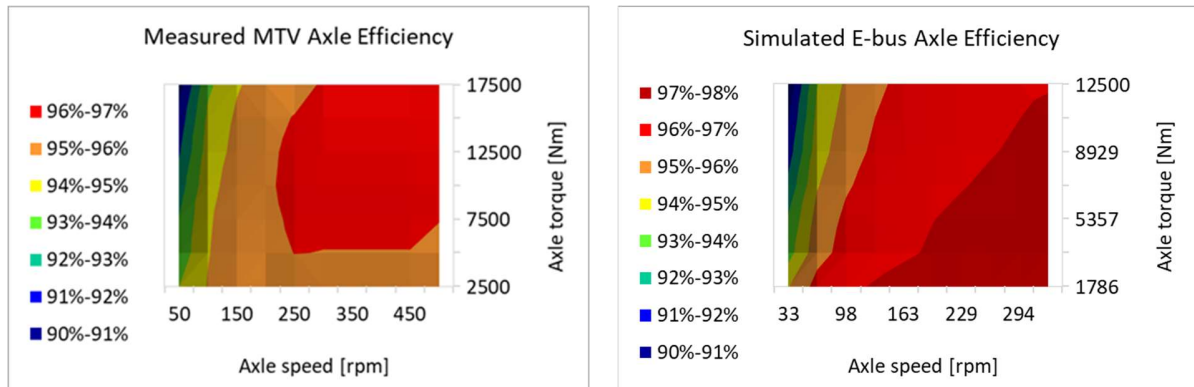 Measured MTV Axle Efficiency
96%-97%
95%-96%
94%-95%
93%-94%
92%-93%
91%-92%
90%-91%
17500
12500
7500
2500
Axle torque [Nm]
50 150 250 350 450
Axle speed [rpm]
Simulated E-bus Axle Efficiency
97%-98%
96%-97%
95%-96%
94%-95%
93%-94%
92%-93%
91%-92%
90%-91%
12500
8929
5357
1786
Axle torque [Nm]
33 98 163 229 294
Axle speed [rpm]